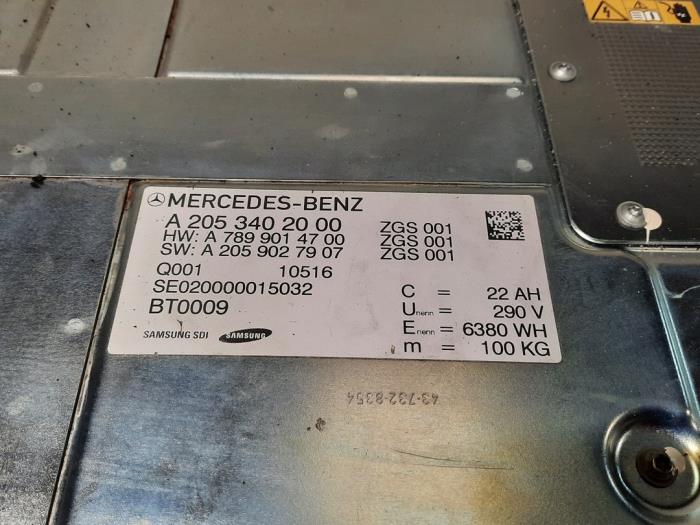 MERCEDES-BENZ
A 205 340 20 00 ZGS 001
HW: A 789 901 47 00 ZGS 001
SW: A 205 902 79 07 ZGS 001
Q001 10516
SE020000015032
BT0009
C = 22 AH
Unenn = 290 V
Enenn = 6380 WH
m = 100 KG
SAMSUNG SDI SAMSUNG
43-732-8354